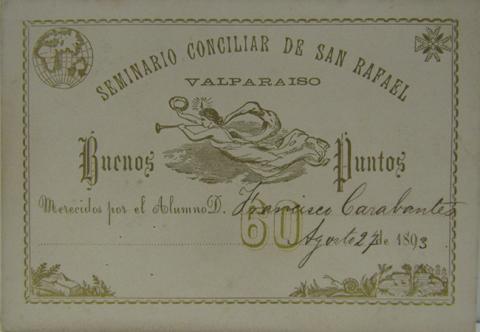 SEMINARIO CONCILIAR DE SAN RAFAEL
VALPARAISO
Buenos Puntos
Merecidos por el Alumno D. Francisco Carabantes
60
Agosto 27 de 1893